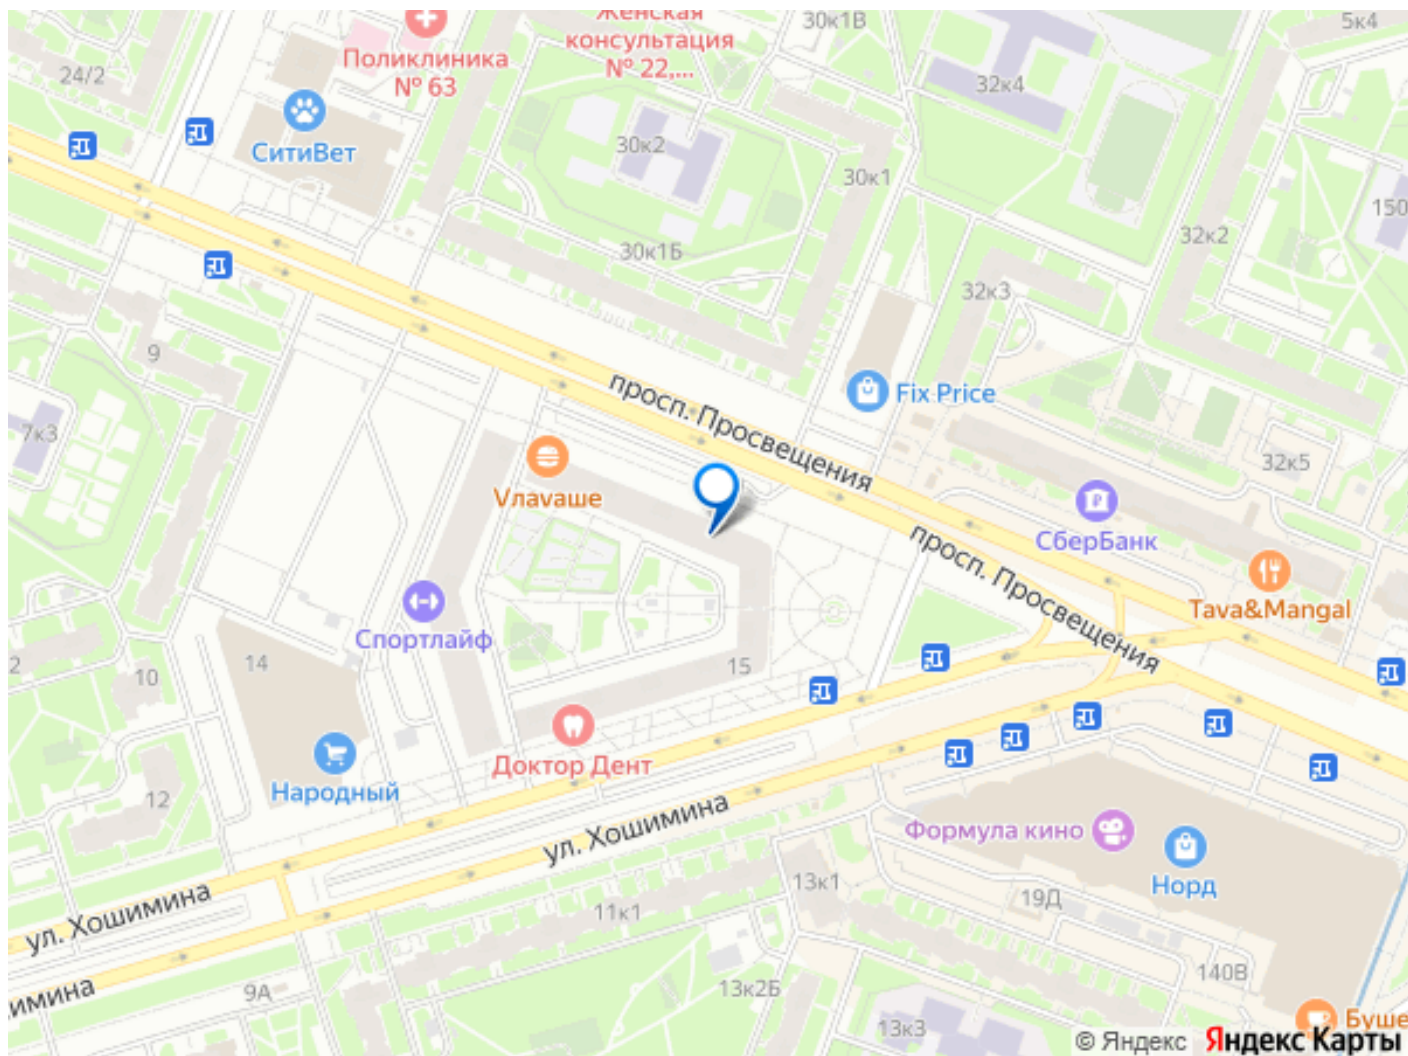 30к1В
5к4
Женская
консультация
№ 22,...
Поликлиника
№ 63
24/2
32к4
СитиВет
30к2
30к1
150
32к2
30к1Б
32к3
9
Fix Price
просп. Просвещения
7к3
32к5
Vлаvаше
СберБанк
просп. Просвещения
Tava&Mangal
Спортлайф
14
15
2
10
Доктор Дент
Народный
12
ул. Хошимина
Формула кино
Норд
13к1
19Д
ул. Хошимина
11к1
140В
имина
9А
13к2Б
13к3
Буше
© Яндекс Яндекс Карты